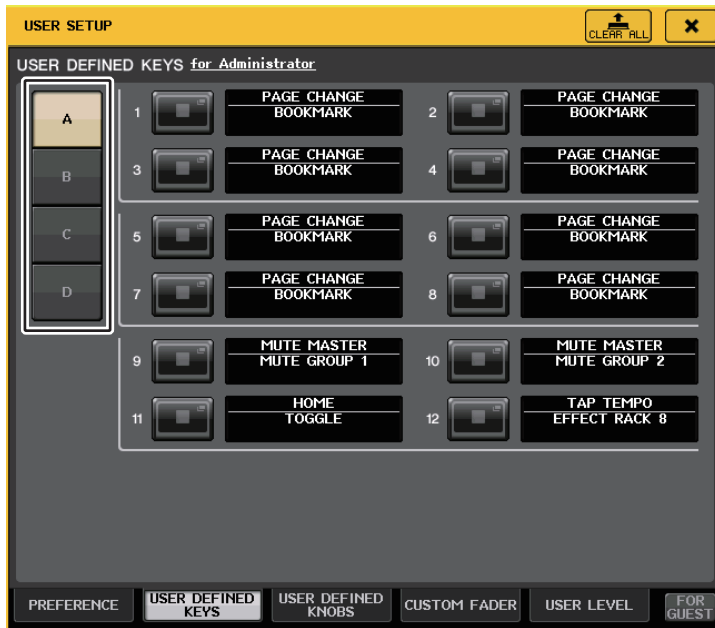 USER SETUP
CLEAR ALL
USER DEFINED KEYS for Administrator
A
B
C
D
1
PAGE CHANGE
BOOKMARK
2
PAGE CHANGE
BOOKMARK
3
PAGE CHANGE
BOOKMARK
4
PAGE CHANGE
BOOKMARK
5
PAGE CHANGE
BOOKMARK
6
PAGE CHANGE
BOOKMARK
7
PAGE CHANGE
BOOKMARK
8
PAGE CHANGE
BOOKMARK
9
MUTE MASTER
MUTE GROUP 1
10
MUTE MASTER
MUTE GROUP 2
11
HOME
TOGGLE
12
TAP TEMPO
EFFECT RACK 8
PREFERENCE
USER DEFINED
KEYS
USER DEFINED
KNOBS
CUSTOM FADER
USER LEVEL
FOR
GUEST